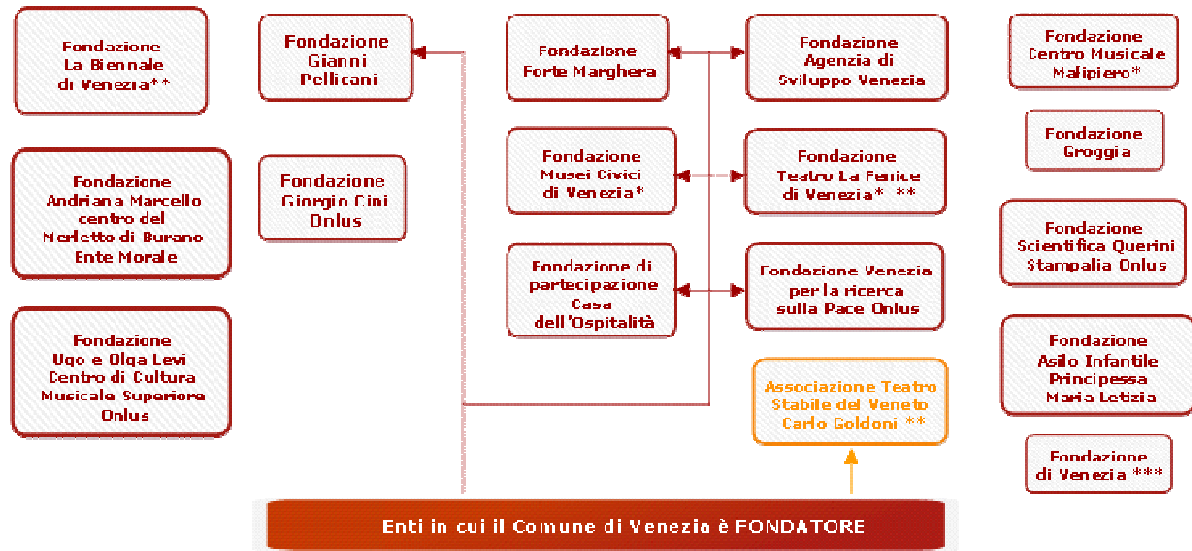 Fondazione
La Biennale
di Venezia**
Fondazione
Gianni
Pellicani
Fondazione
Forte Marghera
Fondazione
Agenzia di
Sviluppo Venezia
Fondazione
Centro Musicale
Malipiero*
Fondazione
Groggia
Fondazione
Andriana Marcello
centro del
Merletto di Burano
Ente Morale
Fondazione
Giorgio Cini
Onlus
Fondazione
Musei Civici
di Venezia*
Fondazione
Teatro La Fenice
di Venezia* **
Fondazione
Scientifica Querini
Stampalia Onlus
Fondazione di
partecipazione
Casa
dell'Ospitalità
Fondazione Venezia
per la ricerca
sulla Pace Onlus
Fondazione
Ugo e Olga Levi
Centro di Cultura
Musicale Superiore
Onlus
Fondazione
Asilo Infantile
Principessa
Maria Letizia
Associazione Teatro
Stabile del Veneto
Carlo Goldoni **
Fondazione
di Venezia ***
Enti in cui il Comune di Venezia è FONDATORE